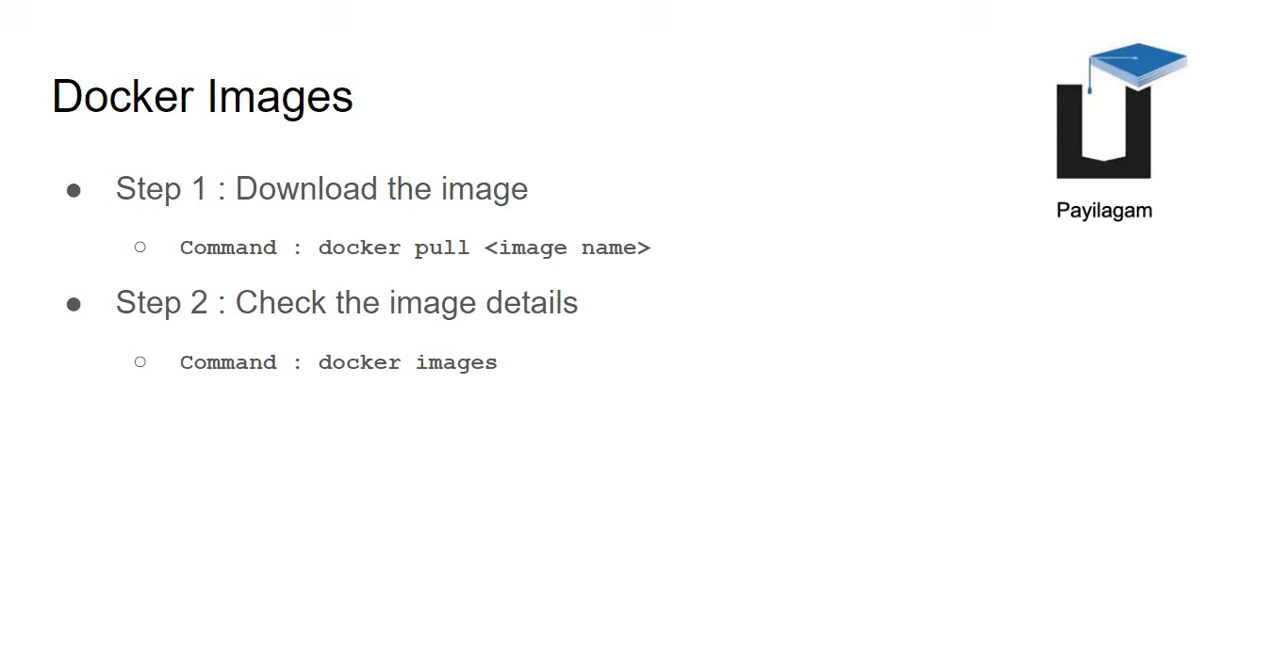 Docker Images
Payilagam
● Step 1 : Download the image
○ Command : docker pull <image name>
● Step 2 : Check the image details
○ Command : docker images